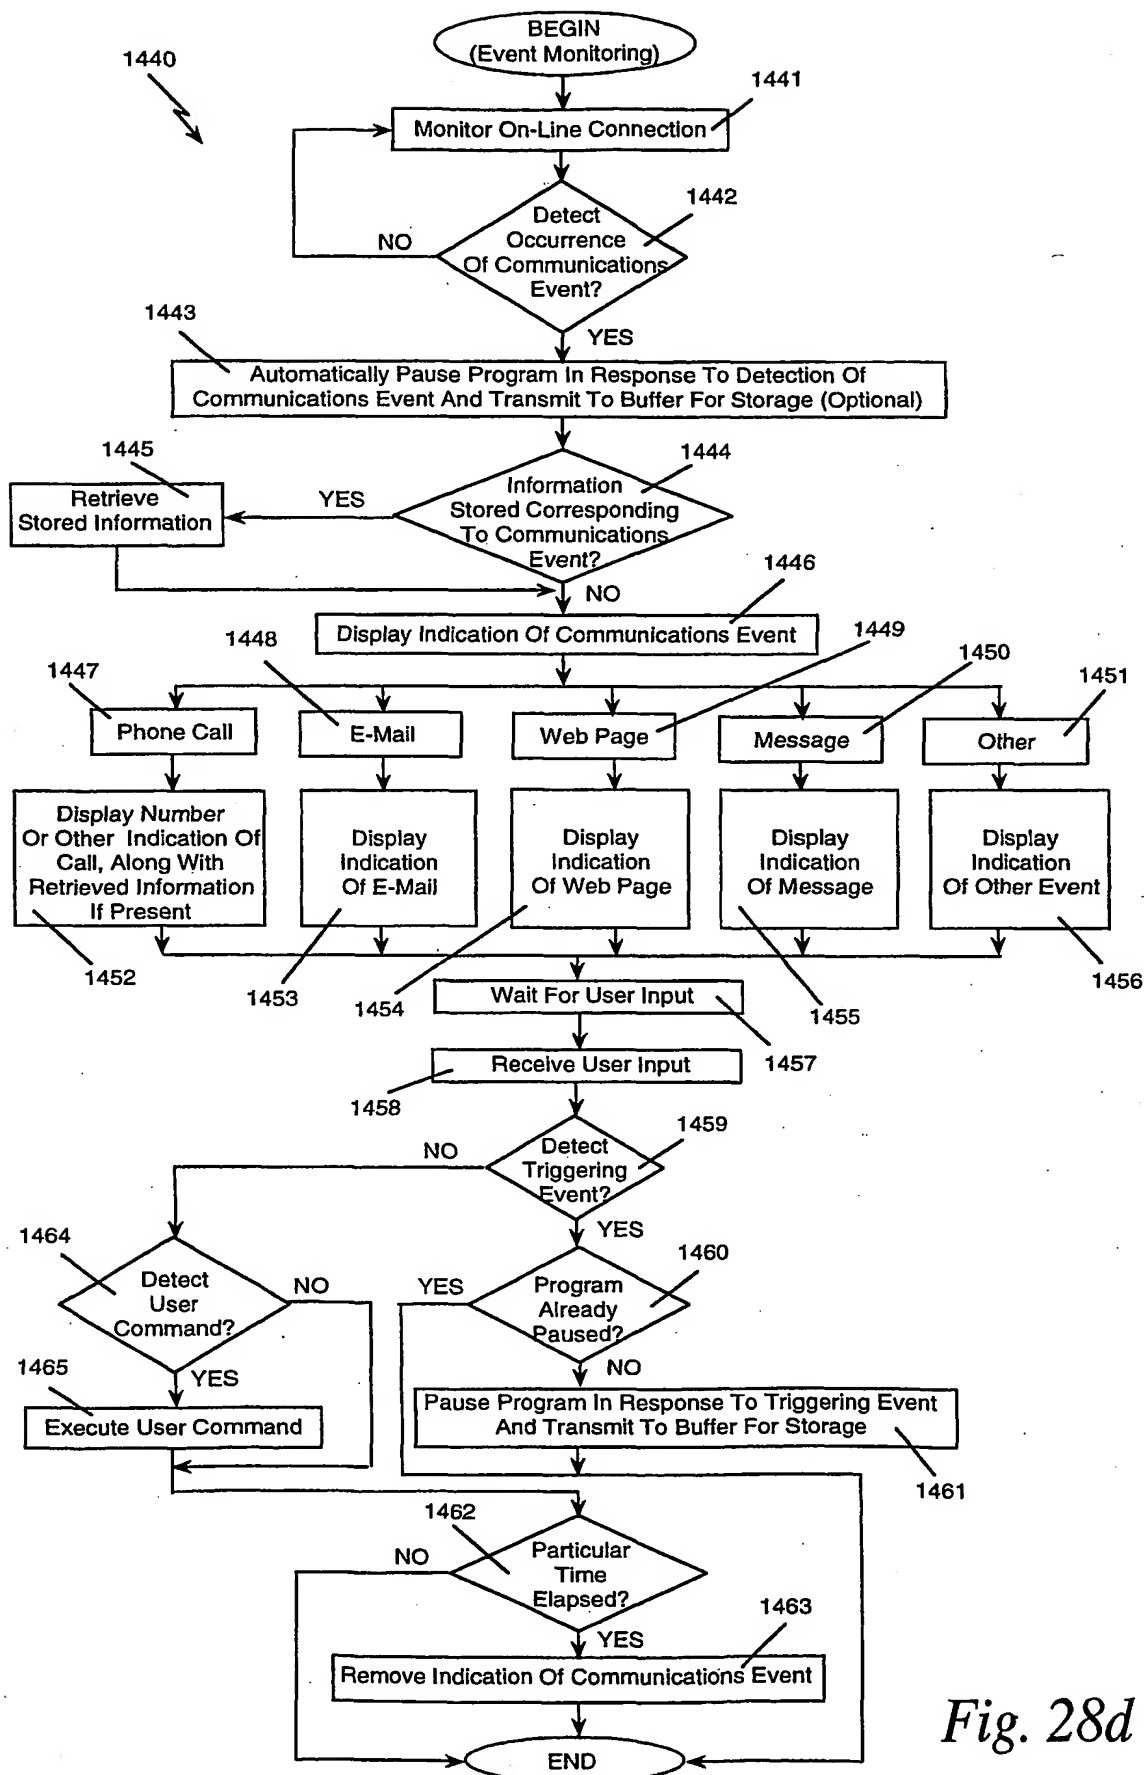 BEGIN
(Event Monitoring)
1440
1441
Monitor On-Line Connection
1442
Detect
Occurrence
Of Communications
Event?
NO
YES
1443
Automatically Pause Program In Response To Detection Of
Communications Event And Transmit To Buffer For Storage (Optional)
1445
1444
Retrieve
Stored Information
YES
Information
Stored Corresponding
To Communications
Event?
NO
1446
Display Indication Of Communications Event
1447
1448
1449
1450
1451
Phone Call
E-Mail
Web Page
Message
Other
Display Number
Or Other Indication Of
Call, Along With
Retrieved Information
If Present
Display
Indication
Of E-Mail
Display
Indication
Of Web Page
Display
Indication
Of Message
Display
Indication
Of Other Event
1452
1453
1454
1455
1456
Wait For User Input
1457
Receive User Input
1458
1459
Detect
Triggering
Event?
NO
YES
1464
Detect
User
Command?
NO
YES
1460
Program
Already
Paused?
YES
NO
1465
Execute User Command
Pause Program In Response To Triggering Event
And Transmit To Buffer For Storage
1461
1462
Particular
Time
Elapsed?
NO
YES
1463
Remove Indication Of Communications Event
END
Fig. 28d